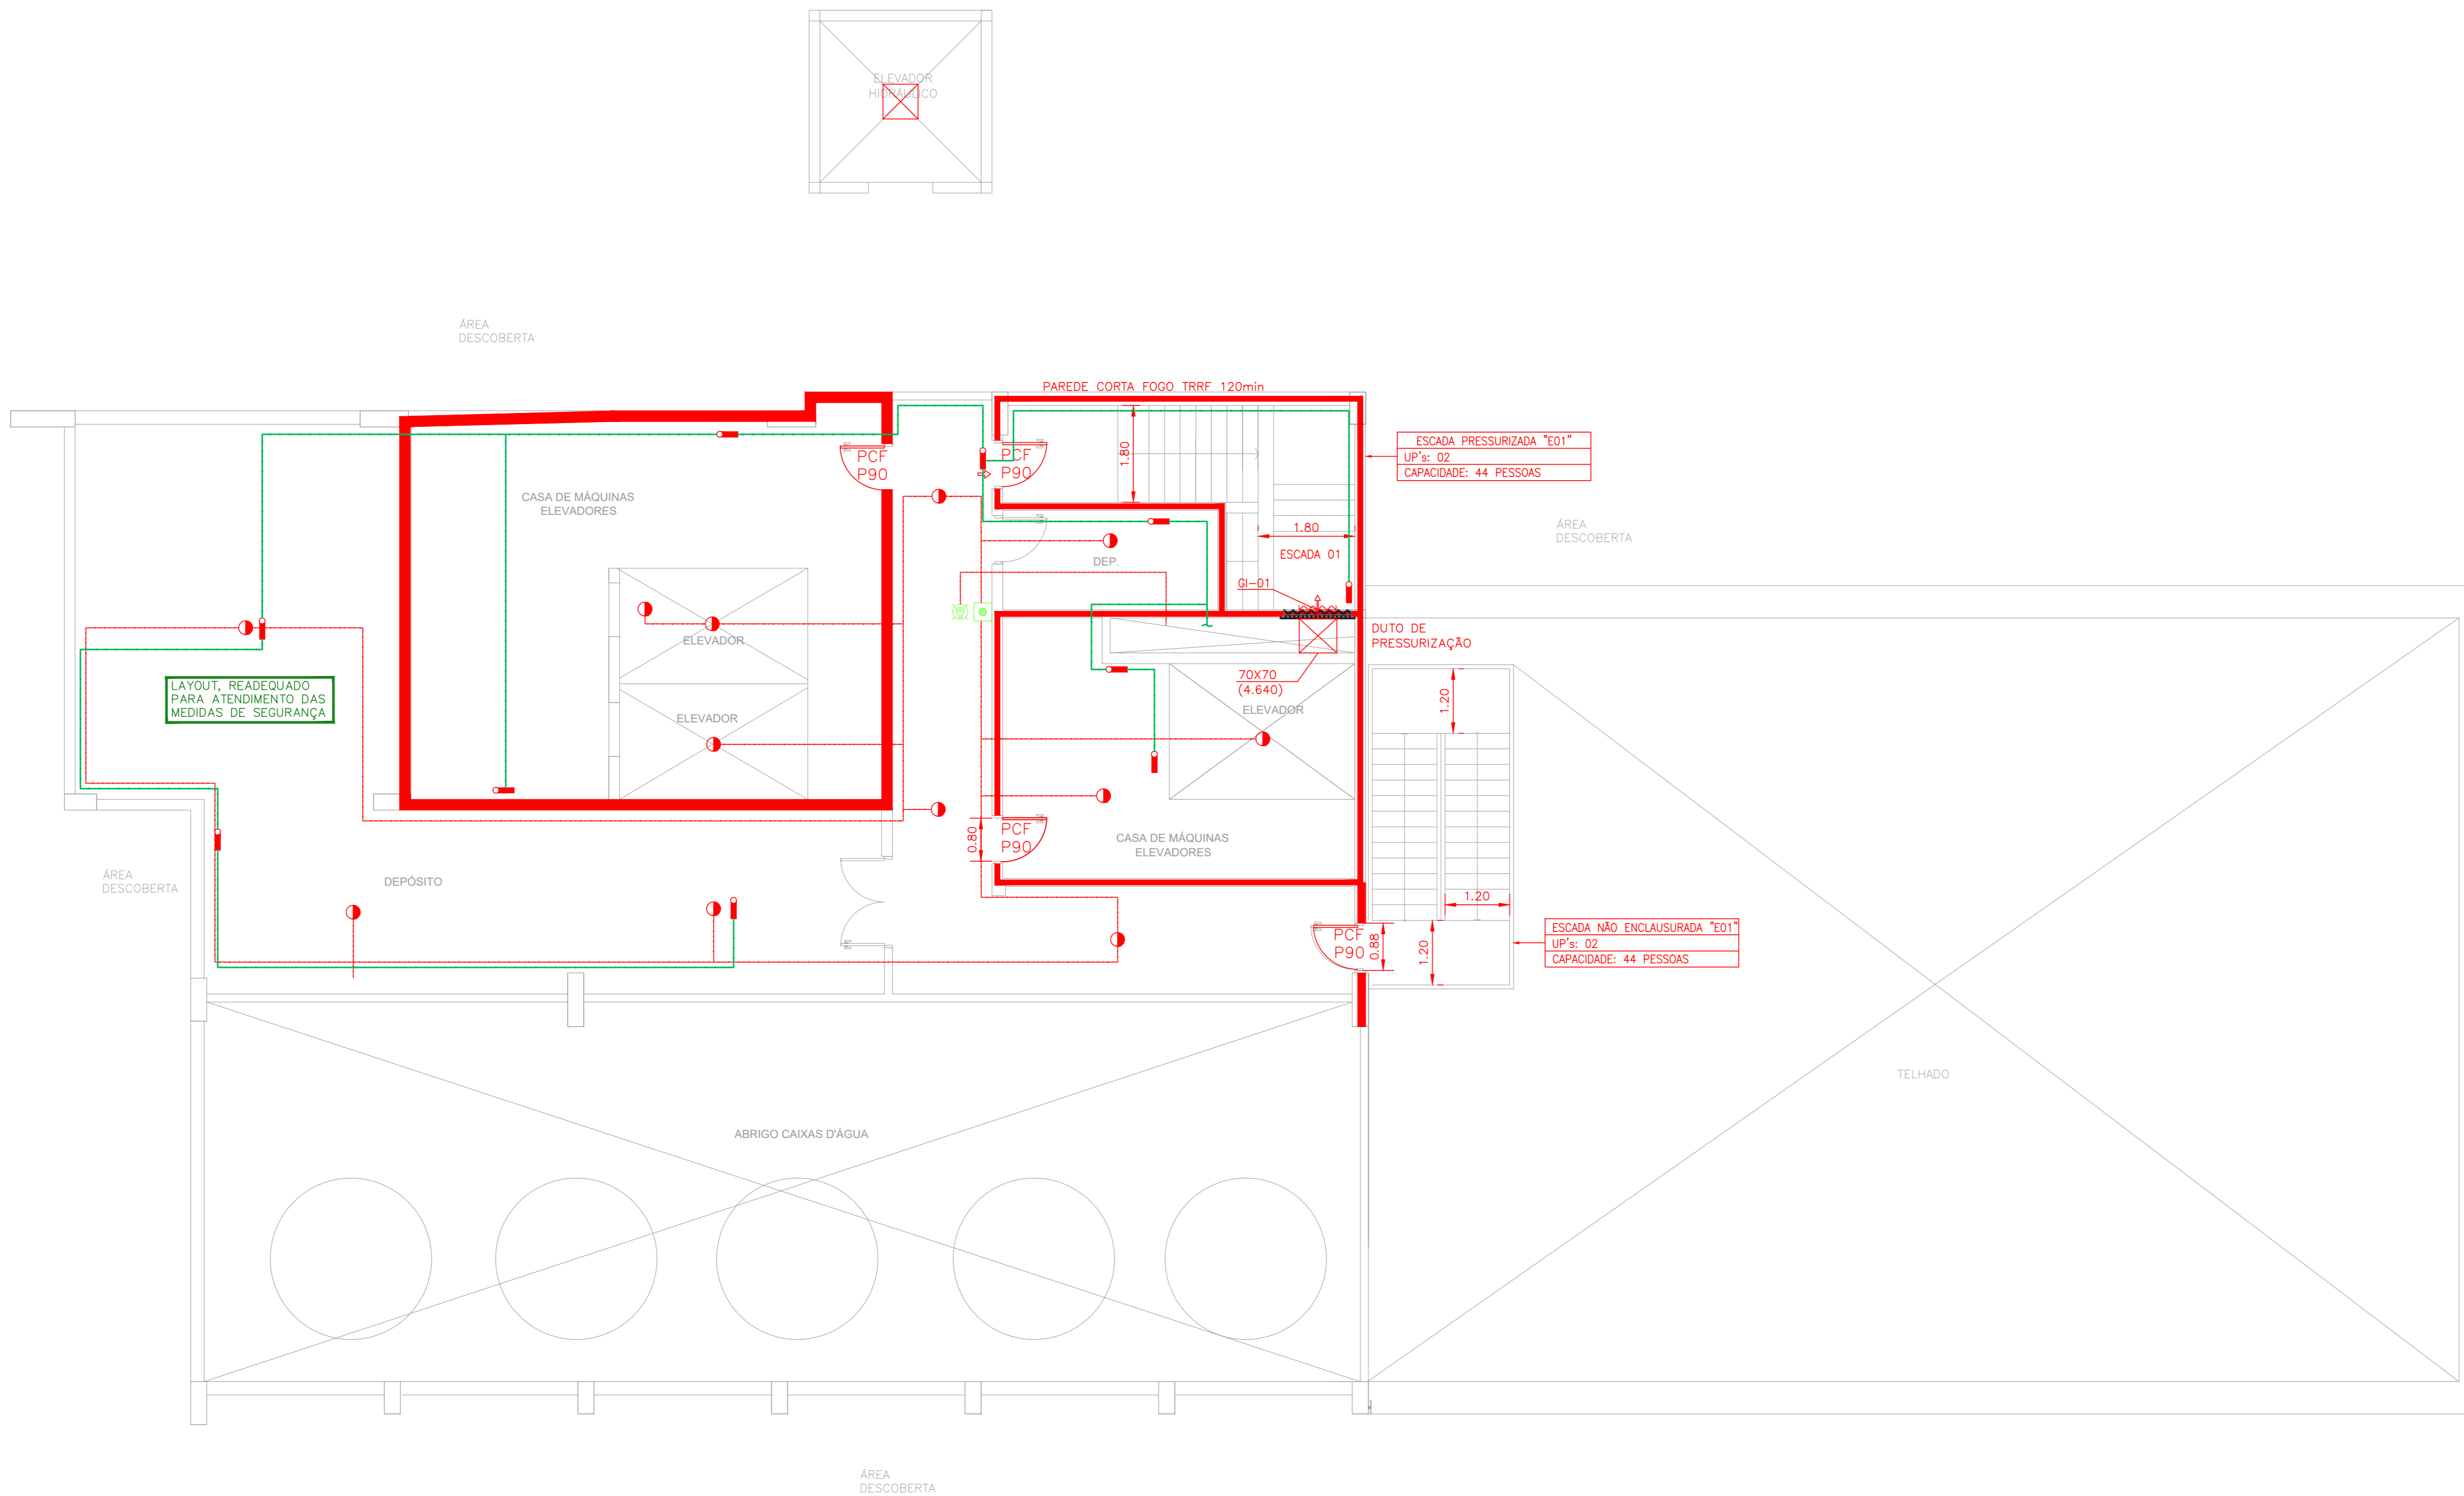 ELEVADOR
HIDRÁULICO
ÁREA
DESCOBERTA
PAREDE CORTA FOGO TRRF 120min
ESCADA PRESSURIZADA "E01"
UP's: 02
CAPACIDADE: 44 PESSOAS
PCF
P90
PCF
P90
1.80
CASA DE MÁQUINAS
ELEVADORES
1.80
ESCADA 01
ÁREA
DESCOBERTA
DEP.
GI-01
ELEVADOR
DUTO DE
PRESSURIZAÇÃO
LAYOUT, READEQUADO
PARA ATENDIMENTO DAS
MEDIDAS DE SEGURANÇA
70X70
(4.640)
ELEVADOR
ELEVADOR
1.20
0.80
PCF
P90
CASA DE MÁQUINAS
ELEVADORES
ÁREA
DESCOBERTA
DEPÓSITO
1.20
PCF
P90
0.88
1.20
ESCADA NÃO ENCLAUSURADA "E01"
UP's: 02
CAPACIDADE: 44 PESSOAS
TELHADO
ABRIGO CAIXAS D'ÁGUA
ÁREA
DESCOBERTA